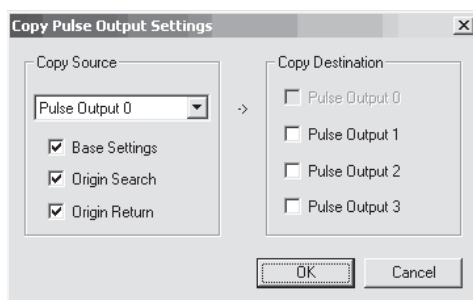 Copy Pulse Output Settings
Copy Source
Pulse Output 0
Base Settings
Origin Search
Origin Return
->
Copy Destination
Pulse Output 0
Pulse Output 1
Pulse Output 2
Pulse Output 3
OK
Cancel